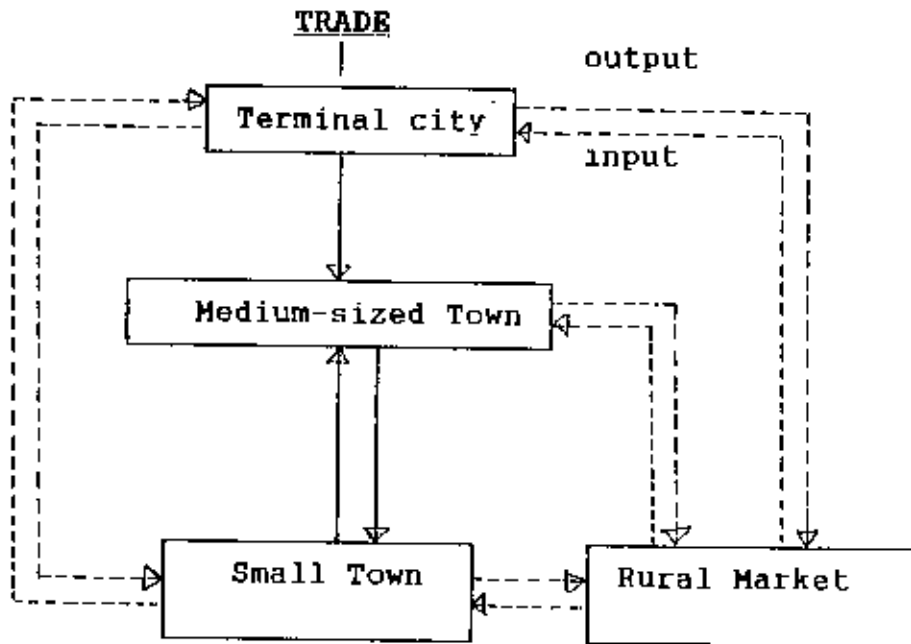 TRADE
output
Terminal city
input
Medium-sized Town
Small Town
Rural Market